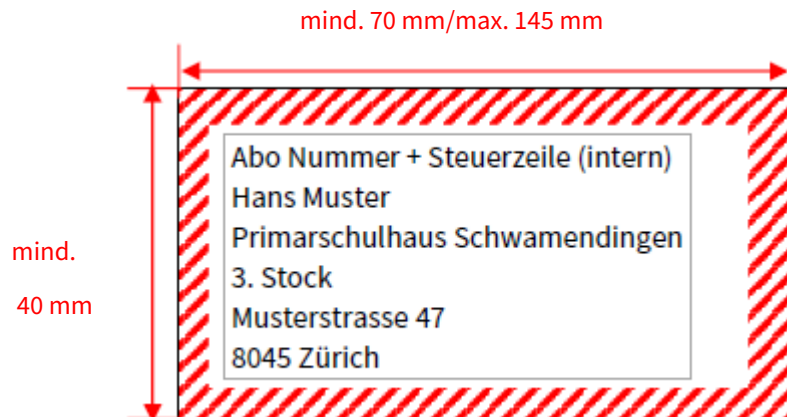 mind. 70 mm/max. 145 mm
mind.
40 mm
Abo Nummer + Steuerzeile (intern)
Hans Muster
Primarschulhaus Schwamendingen
3. Stock
Musterstrasse 47
8045 Zürich